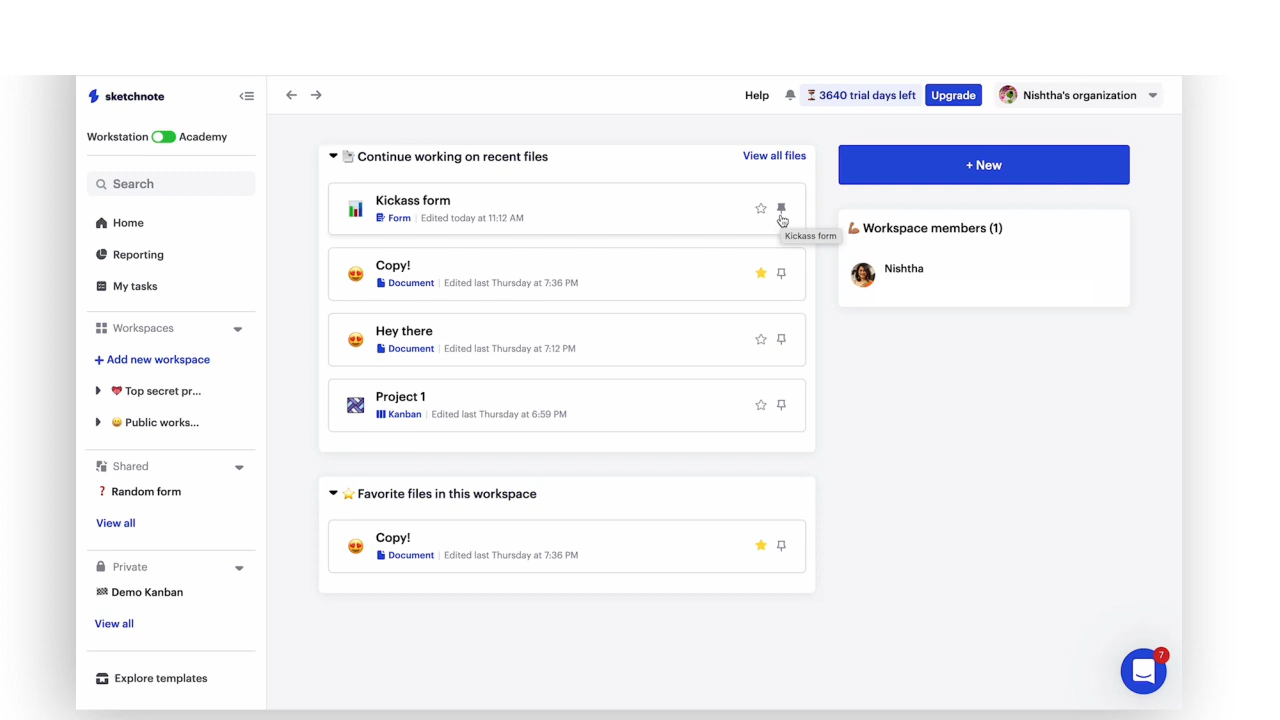 sketchnote
Workstation Academy
Search
Home
Reporting
My tasks
Workspaces
+ Add new workspace
Top secret pr...
Public works...
Shared
Random form
View all
Private
Demo Kanban
View all
Explore templates
Help 3640 trial days left Upgrade Nishtha's organization
Continue working on recent files View all files
Kickass form
Form | Edited today at 11:12 AM
Kickass form
Copy!
Document | Edited last Thursday at 7:36 PM
Hey there
Document | Edited last Thursday at 7:12 PM
Project 1
Kanban | Edited last Thursday at 6:59 PM
Favorite files in this workspace
Copy!
Document | Edited last Thursday at 7:36 PM
+ New
Workspace members (1)
Nishtha
7